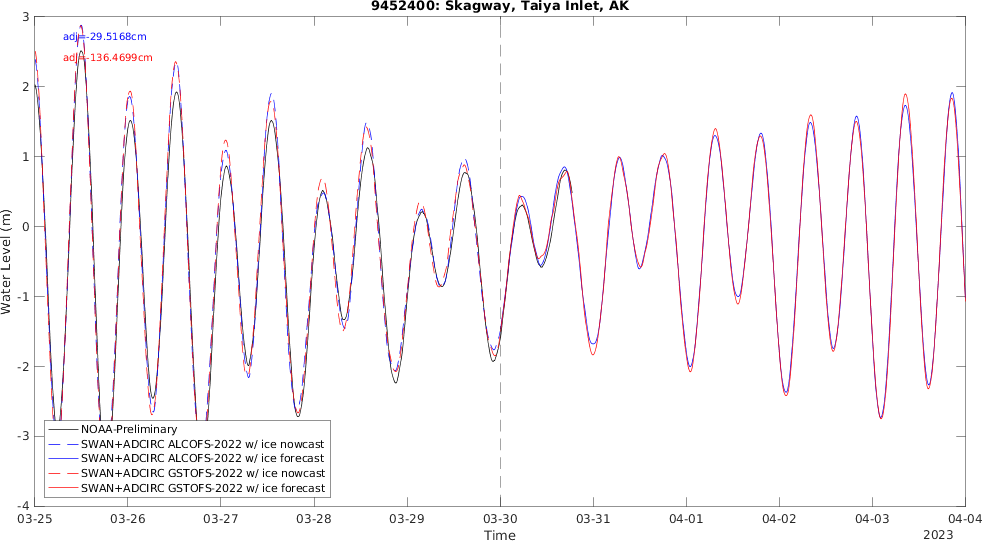 9452400: Skagway, Taiya Inlet, AK
adj=-29.5168cm
adj=-136.4699cm
3
2
1
0
-1
-2
-3
-4
Water Level (m)
NOAA-Preliminary
SWAN+ADCIRC ALCOFS-2022 w/ ice nowcast
SWAN+ADCIRC ALCOFS-2022 w/ ice forecast
SWAN+ADCIRC GSTOFS-2022 w/ ice nowcast
SWAN+ADCIRC GSTOFS-2022 w/ ice forecast
03-25 03-26 03-27 03-28 03-29 03-30 03-31 04-01 04-02 04-03 04-04
Time
2023